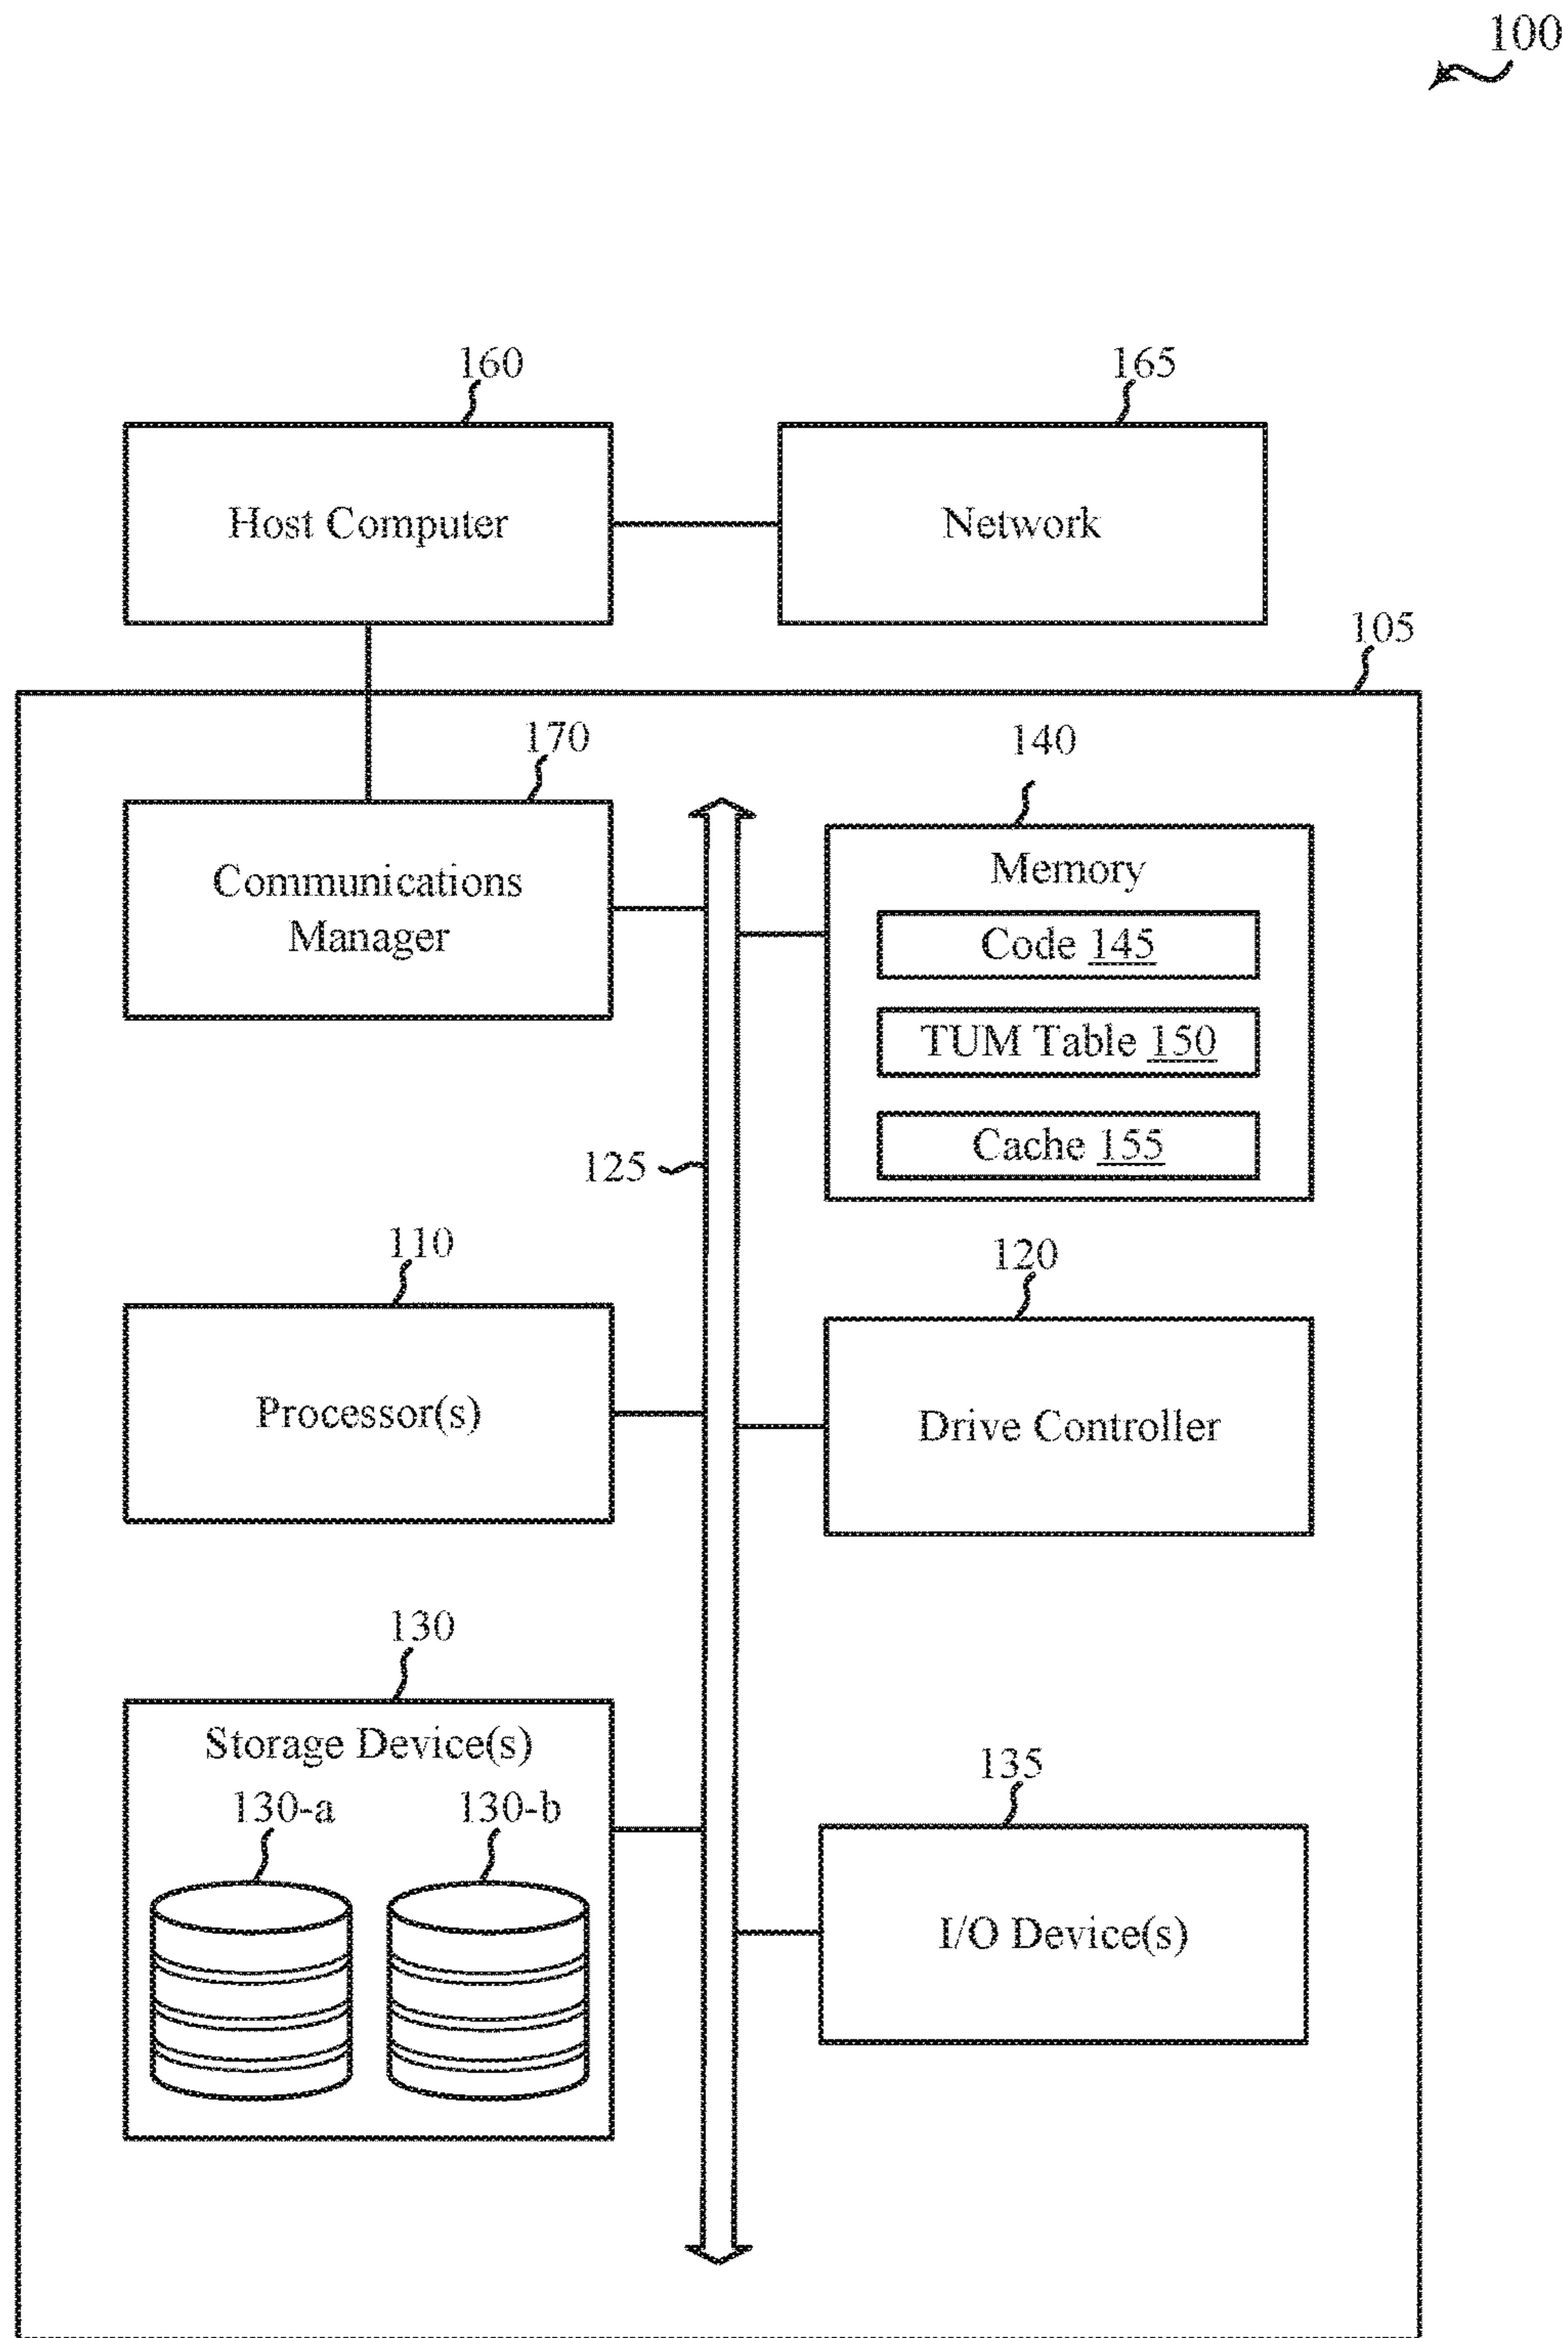 100
160
165
Host Computer
Network
105
170
140
Communications
Manager
Memory
Code 145
TUM Table 150
Cache 155
125
110
120
Processor(s)
Drive Controller
130
Storage Device(s)
130-a
130-b
135
I/O Device(s)